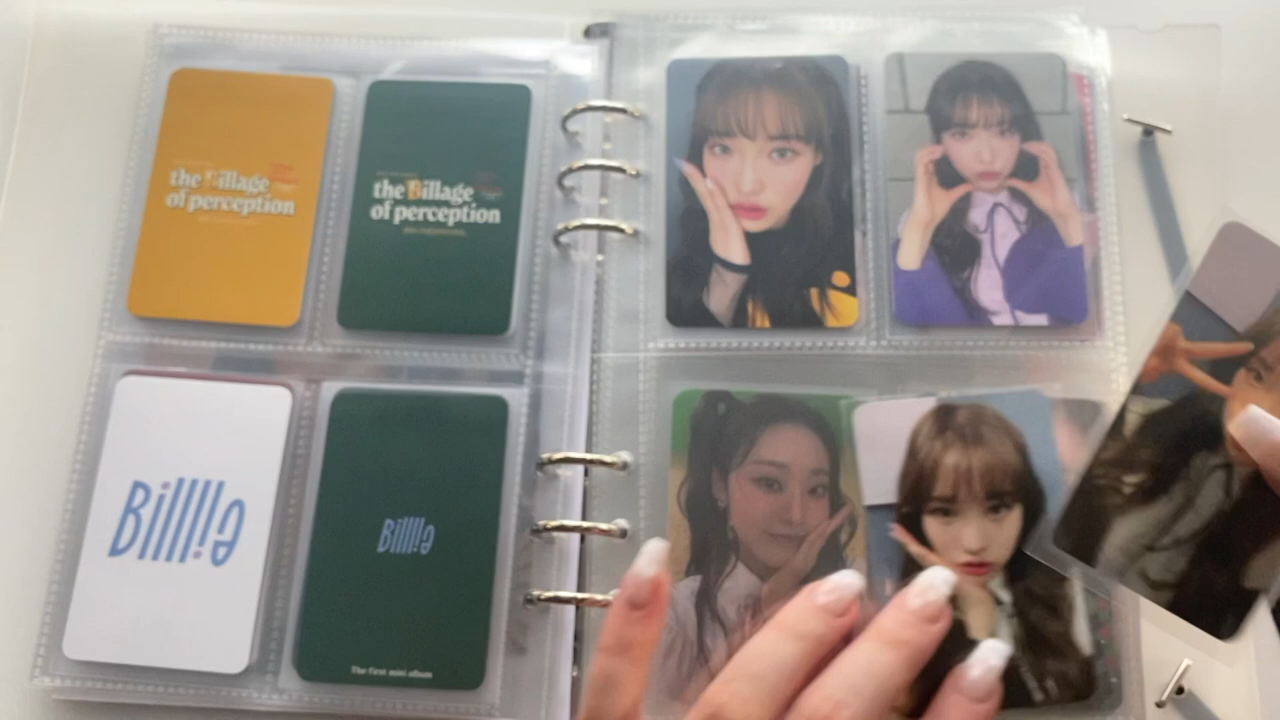 the Billage
of perception
the Billage
of perception
Billlie
Billlie
The first mini album